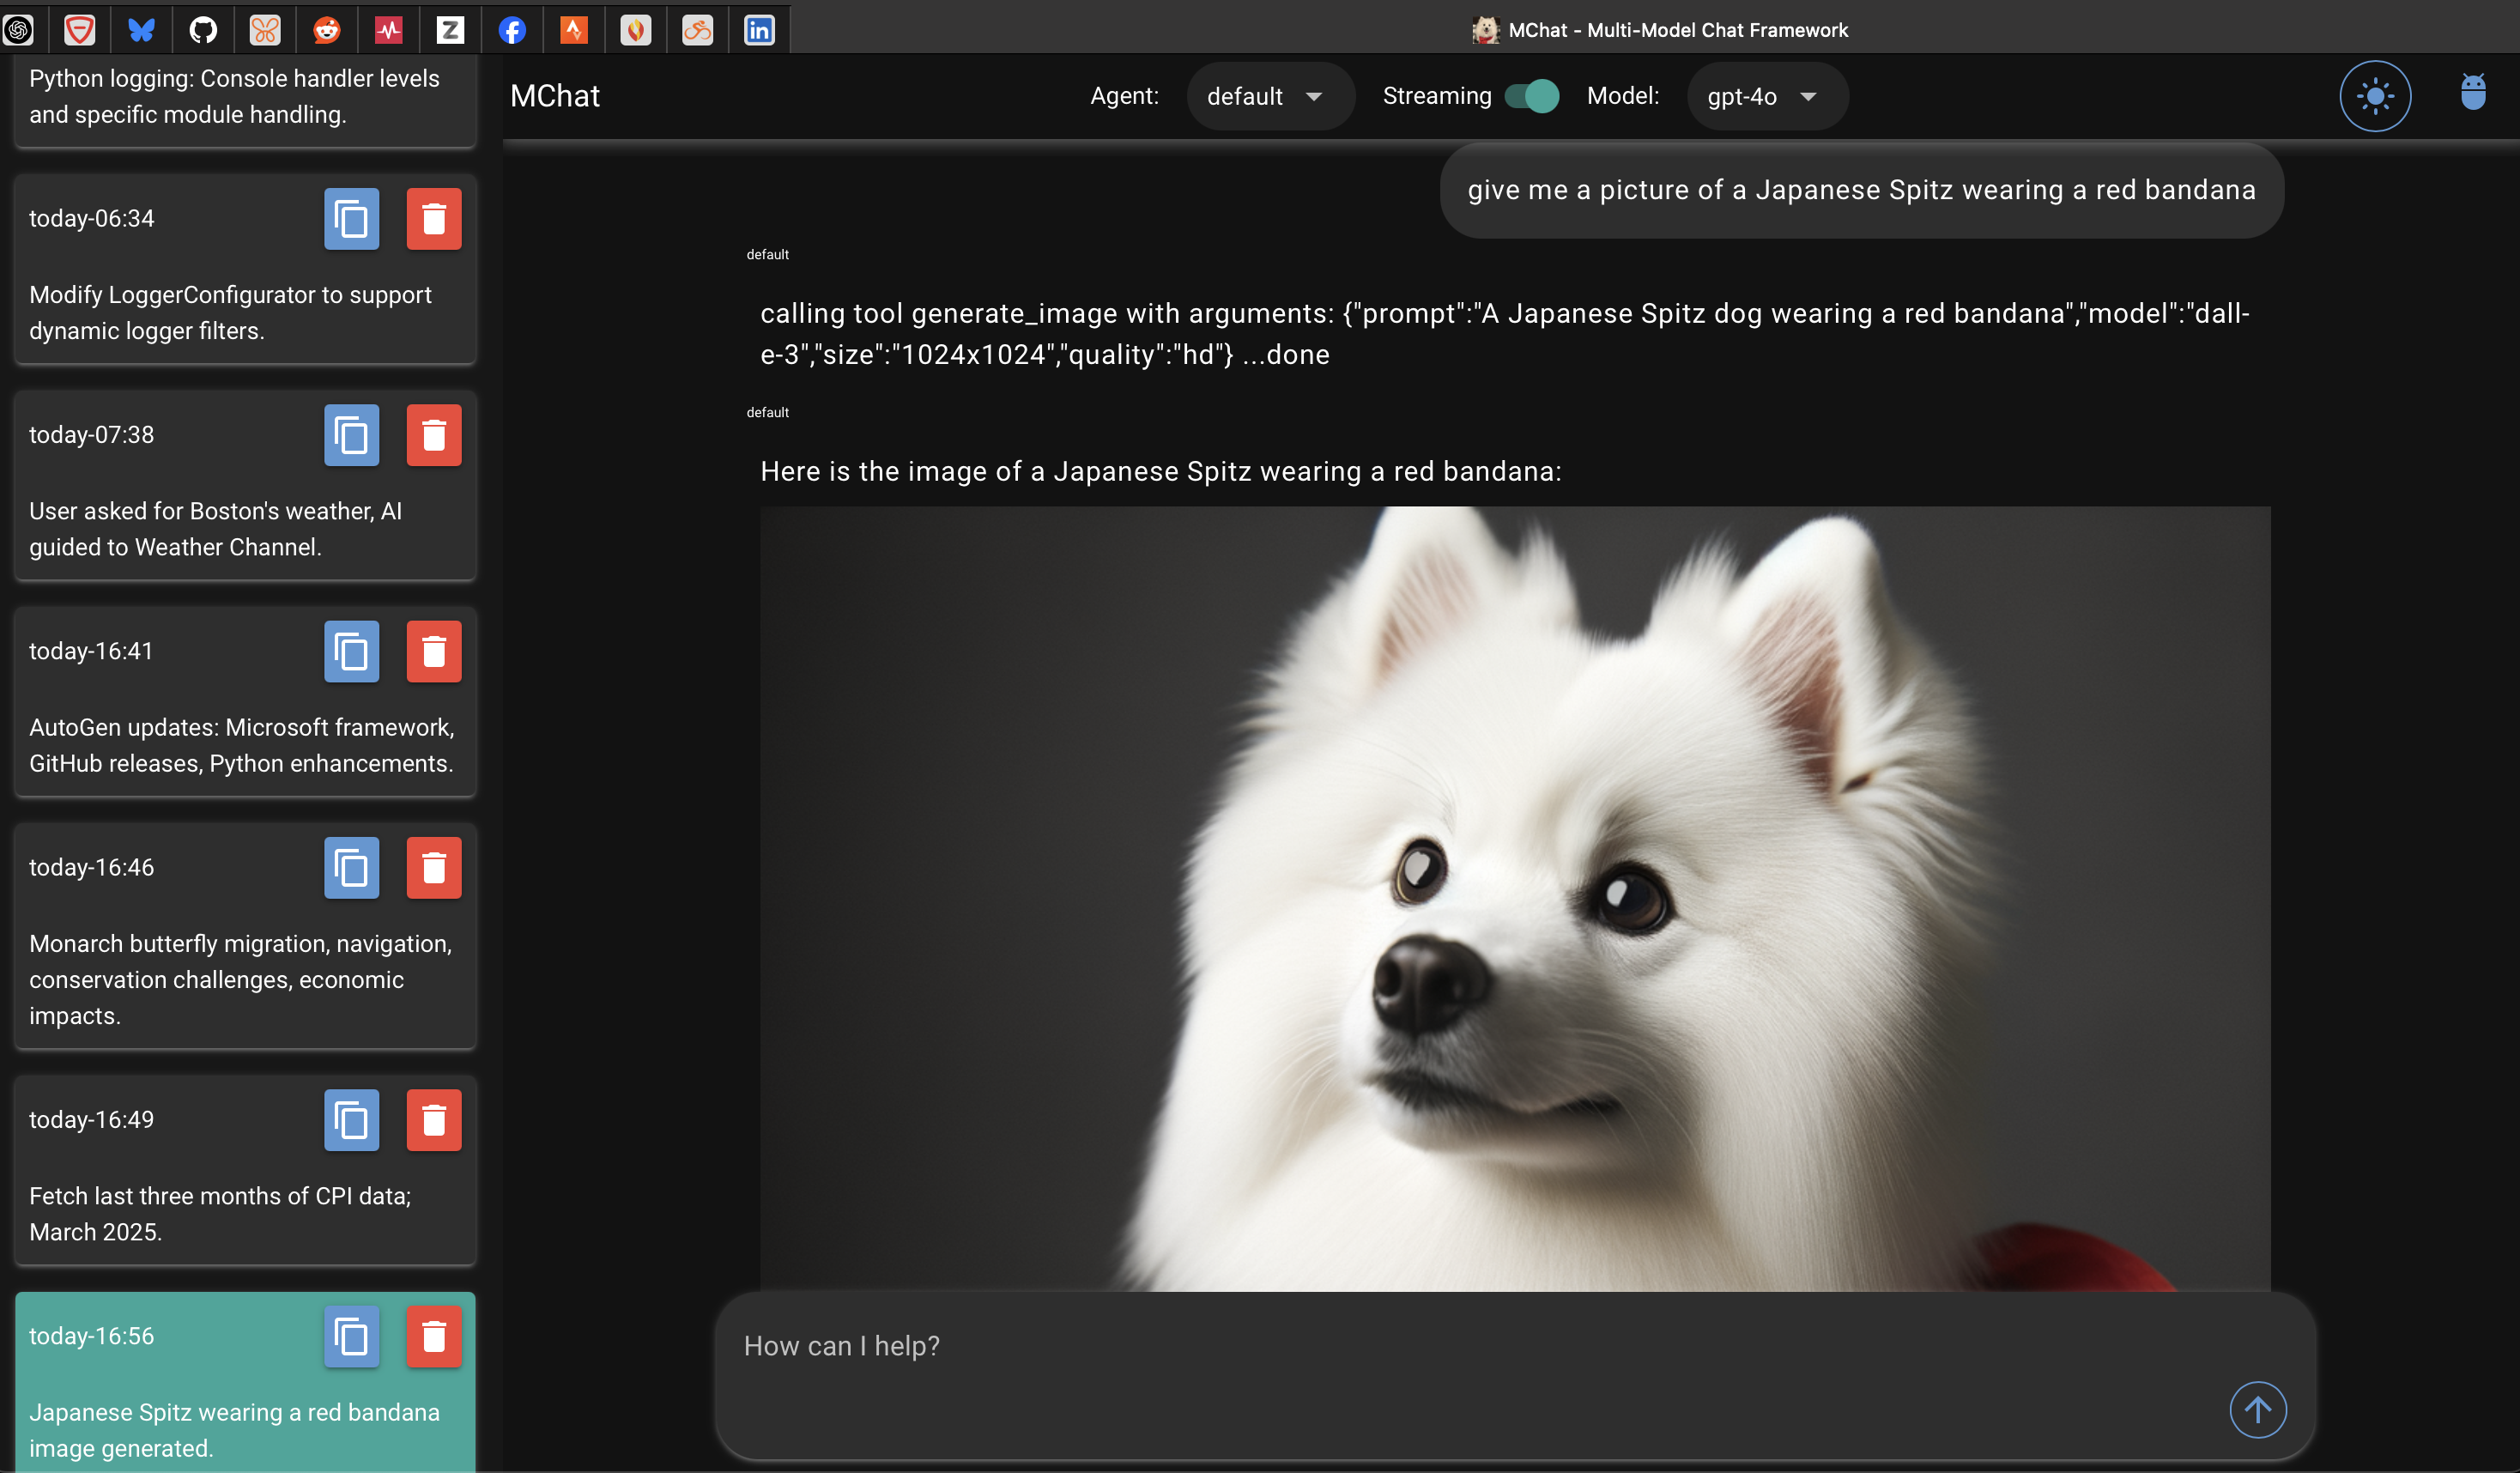 MChat - Multi-Model Chat Framework
Python logging: Console handler levels
and specific module handling.
today-06:34
Modify LoggerConfigurator to support
dynamic logger filters.
today-07:38
User asked for Boston's weather, AI
guided to Weather Channel.
today-16:41
AutoGen updates: Microsoft framework,
GitHub releases, Python enhancements.
today-16:46
Monarch butterfly migration, navigation,
conservation challenges, economic
impacts.
today-16:49
Fetch last three months of CPI data;
March 2025.
today-16:56
Japanese Spitz wearing a red bandana
image generated.
MChat
Agent: default Streaming Model: gpt-4o
give me a picture of a Japanese Spitz wearing a red bandana
default
calling tool generate_image with arguments: {"prompt":"A Japanese Spitz dog wearing a red bandana","model":"dall-
e-3","size":"1024x1024","quality":"hd"} ...done
default
Here is the image of a Japanese Spitz wearing a red bandana:
How can I help?